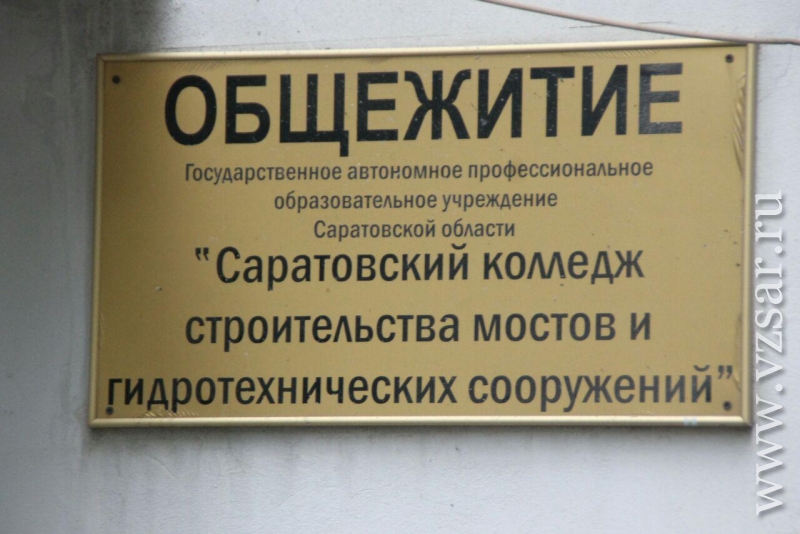 ОБЩЕЖИТИЕ
Государственное автономное профессиональное
образовательное учреждение
Саратовской области
"Саратовский колледж
строительства мостов и
гидротехнических сооружений"
www.vzsar.ru